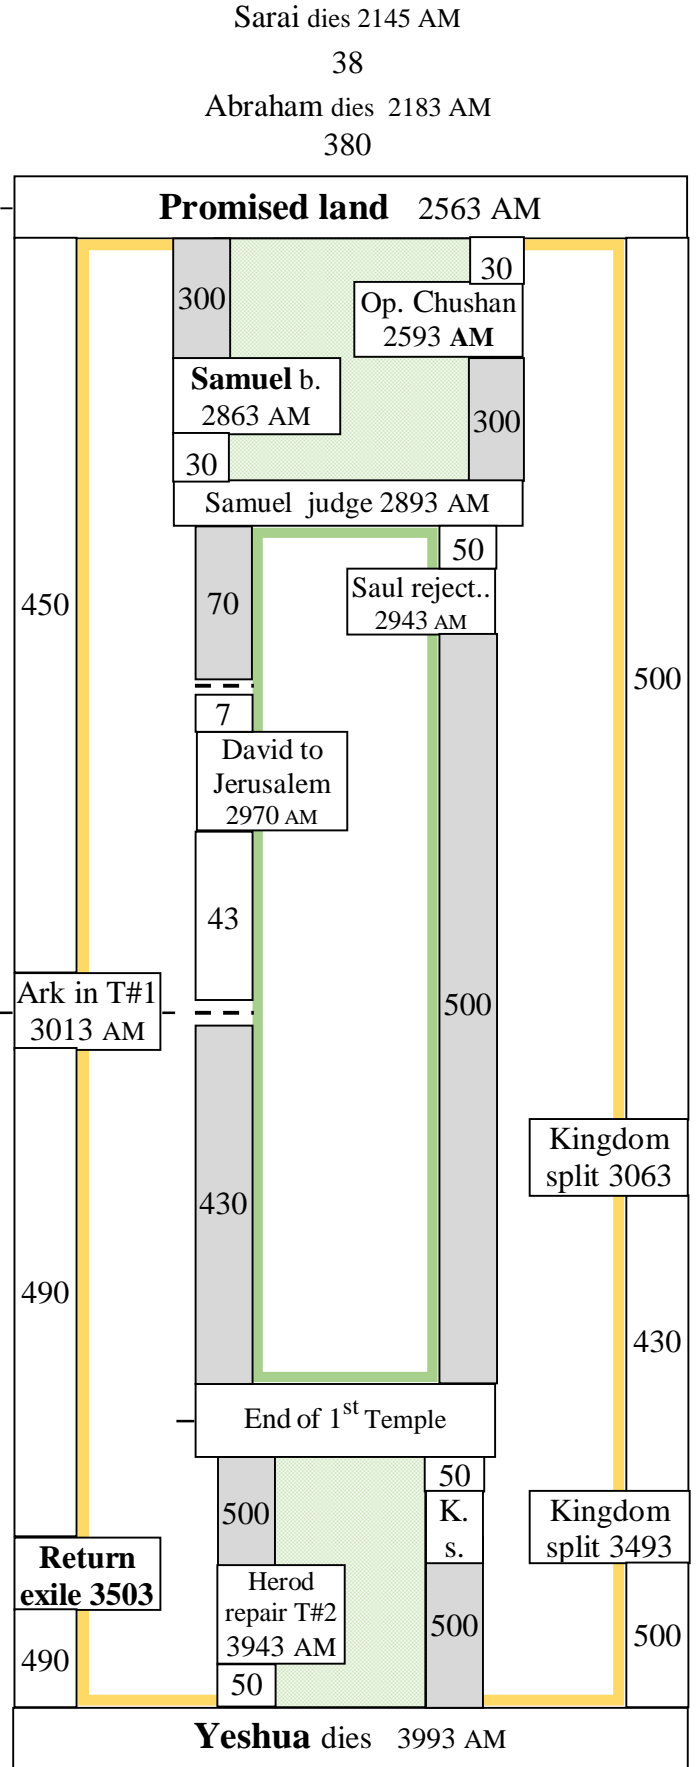 Sarai dies 2145 AM
38
Abraham dies 2183 AM
380
Promised land 2563 AM
30
300
Op. Chushan
2593 AM
Samuel b.
2863 AM
300
30
Samuel judge 2893 AM
50
70
Saul reject..
2943 AM
450
500
7
David to
Jerusalem
2970 AM
43
Ark in T#1
3013 AM
500
Kingdom
split 3063
430
490
430
End of 1st Temple
50
500
K.
s.
Kingdom
split 3493
Return
exile 3503
Herod
repair T#2
3943 AM
500
500
490
50
Yeshua dies 3993 AM